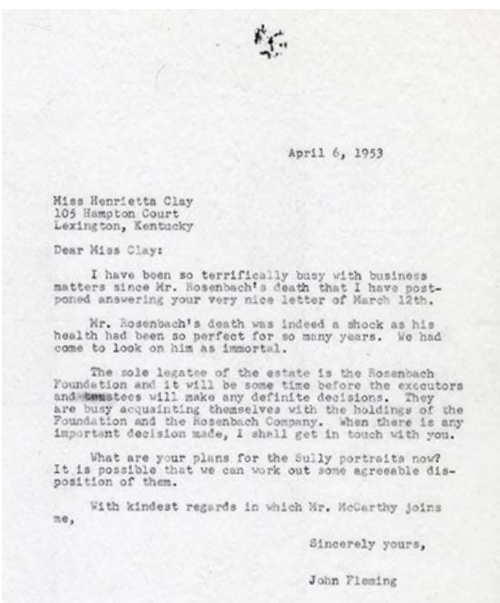 April 6, 1953
Miss Henrietta Clay
105 Hampton Court
Lexington, Kentucky
Dear Miss Clay:
I have been so terrifically busy with business
matters since Mr. Rosenbach's death that I have post-
poned answering your very nice letter of March 12th.
Mr. Rosenbach's death was indeed a shock as his
health had been so perfect for so many years. We had
come to look on him as immortal.
The sole legatee of the estate is the Rosenbach
Foundation and it will be some time before the executors
and trustees will make any definite decisions. They
are busy acquainting themselves with the holdings of the
Foundation and the Rosenbach Company. When there is any
important decision made, I shall get in touch with you.
What are your plans for the Sully portraits now?
It is possible that we can work out some agreeable dis-
position of them.
With kindest regards in which Mr. McCarthy joins
me,
Sincerely yours,
John Fleming